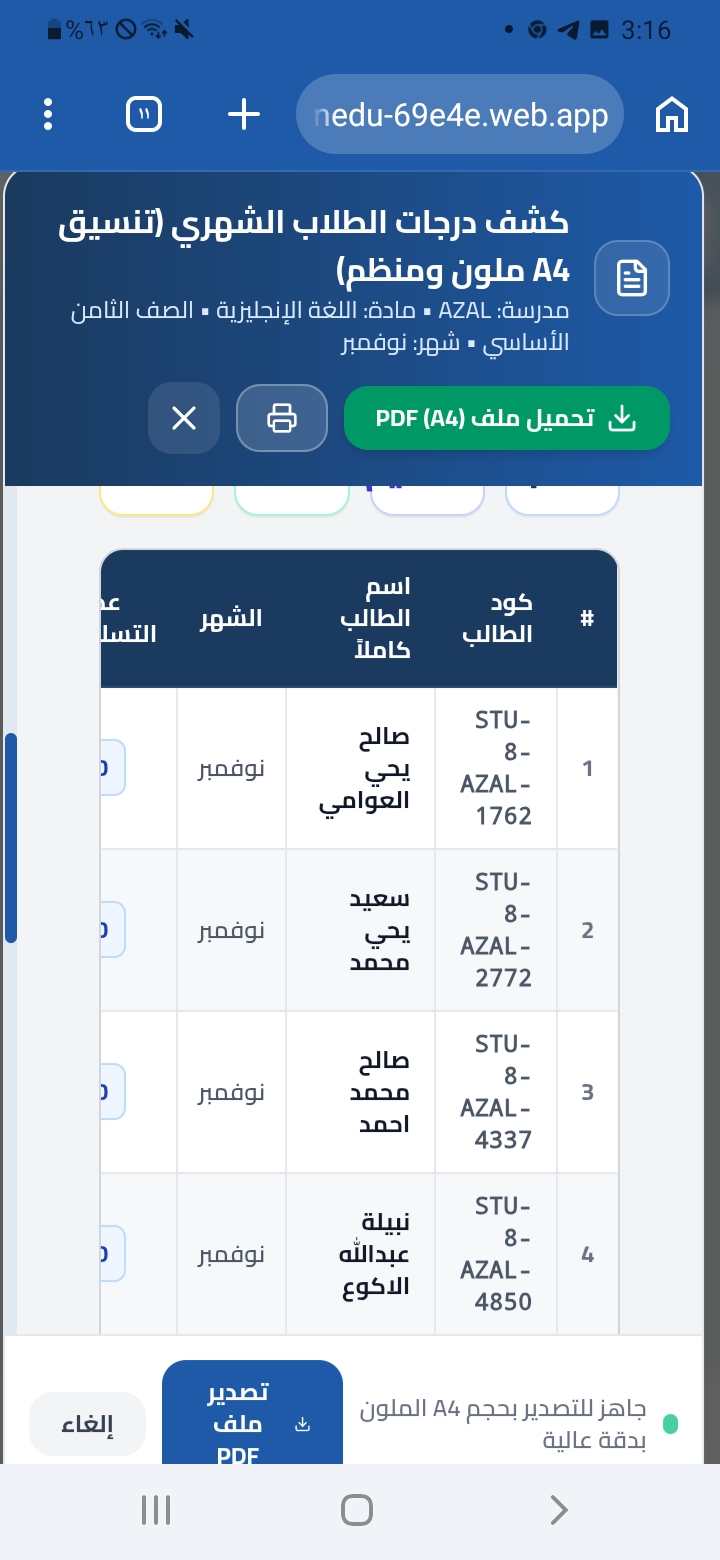 3:16
%٦٣
nedu-69e4e.web.app
١١
كشف درجات الطلاب الشهري (تنسيق
A4 ملون ومنظم)
مدرسة: AZAL ▪ مادة: اللغة الإنجليزية ▪ الصف الثامن
الأساسي ▪ شهر: نوفمبر
تحميل ملف PDF (A4)
#
كود
الطالب
اسم
الطالب
كاملاً
الشهر
1
STU-
8-
AZAL-
1762
صالح
يحي
العوامي
نوفمبر
2
STU-
8-
AZAL-
2772
سعيد
يحي
محمد
نوفمبر
3
STU-
8-
AZAL-
4337
صالح
محمد
احمد
نوفمبر
4
STU-
8-
AZAL-
4850
نبيلة
عبدالله
الاكوع
نوفمبر
جاهز للتصدير بحجم A4 الملون
بدقة عالية
تصدير
ملف
PDF
إلغاء